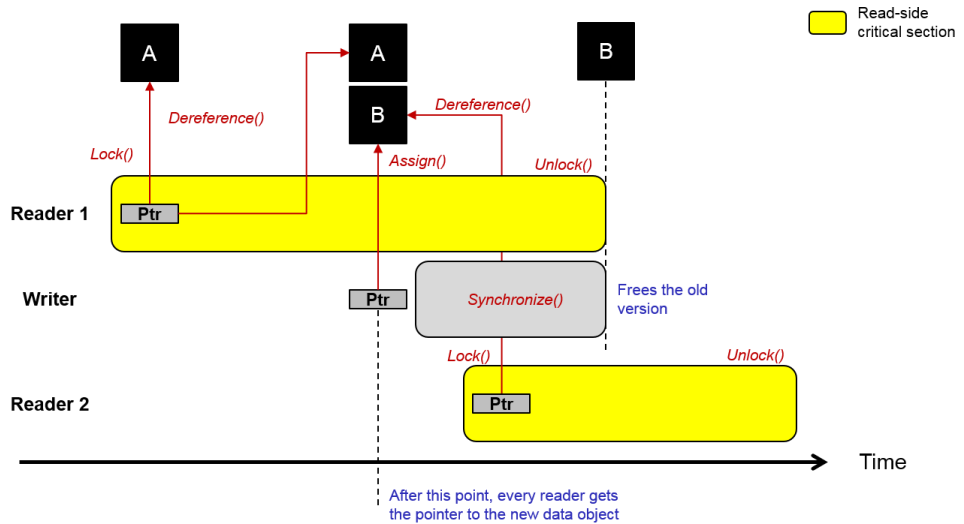 Read-side
critical section
A
A
B
B
Dereference()
Dereference()
Lock()
Assign()
Unlock()
Reader 1
Ptr
Writer
Ptr
Synchronize()
Frees the old
version
Lock()
Unlock()
Reader 2
Ptr
Time
After this point, every reader gets
the pointer to the new data object